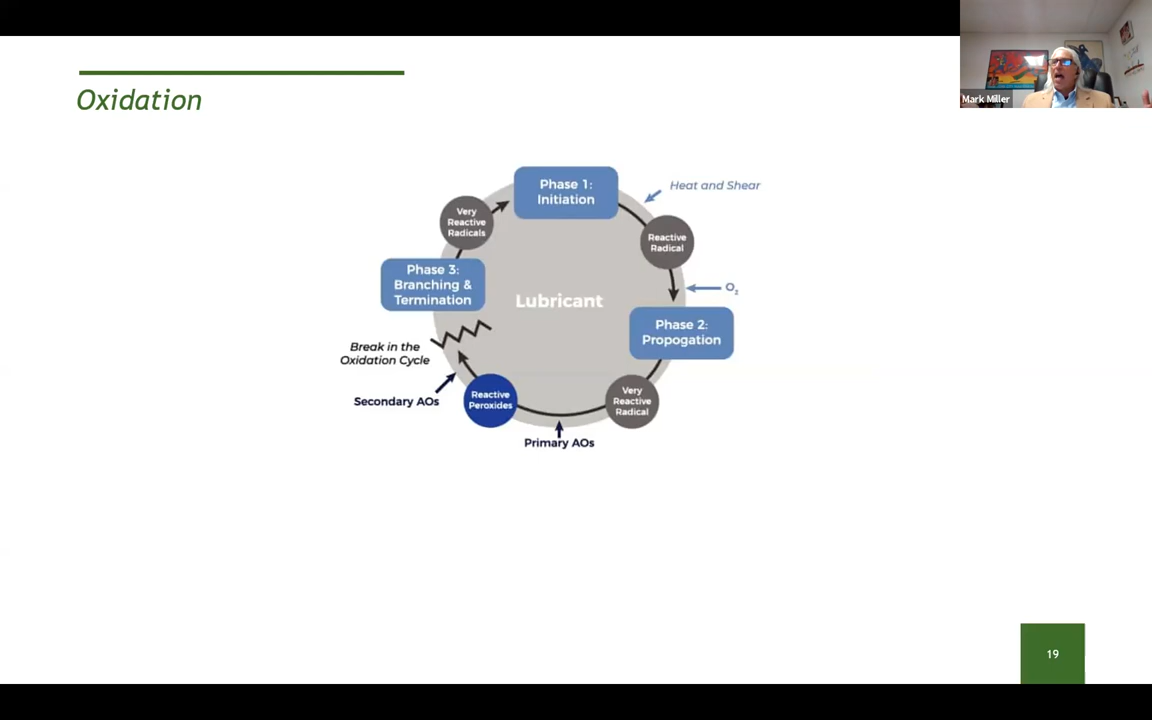 Mark Miller
Oxidation
Phase 1:
Initiation
Heat and Shear
Very
Reactive
Radicals
Reactive
Radical
Phase 3:
Branching &
Termination
O₂
Lubricant
Phase 2:
Propogation
Break in the
Oxidation Cycle
Secondary AOs
Reactive
Peroxides
Very
Reactive
Radical
Primary AOs
19